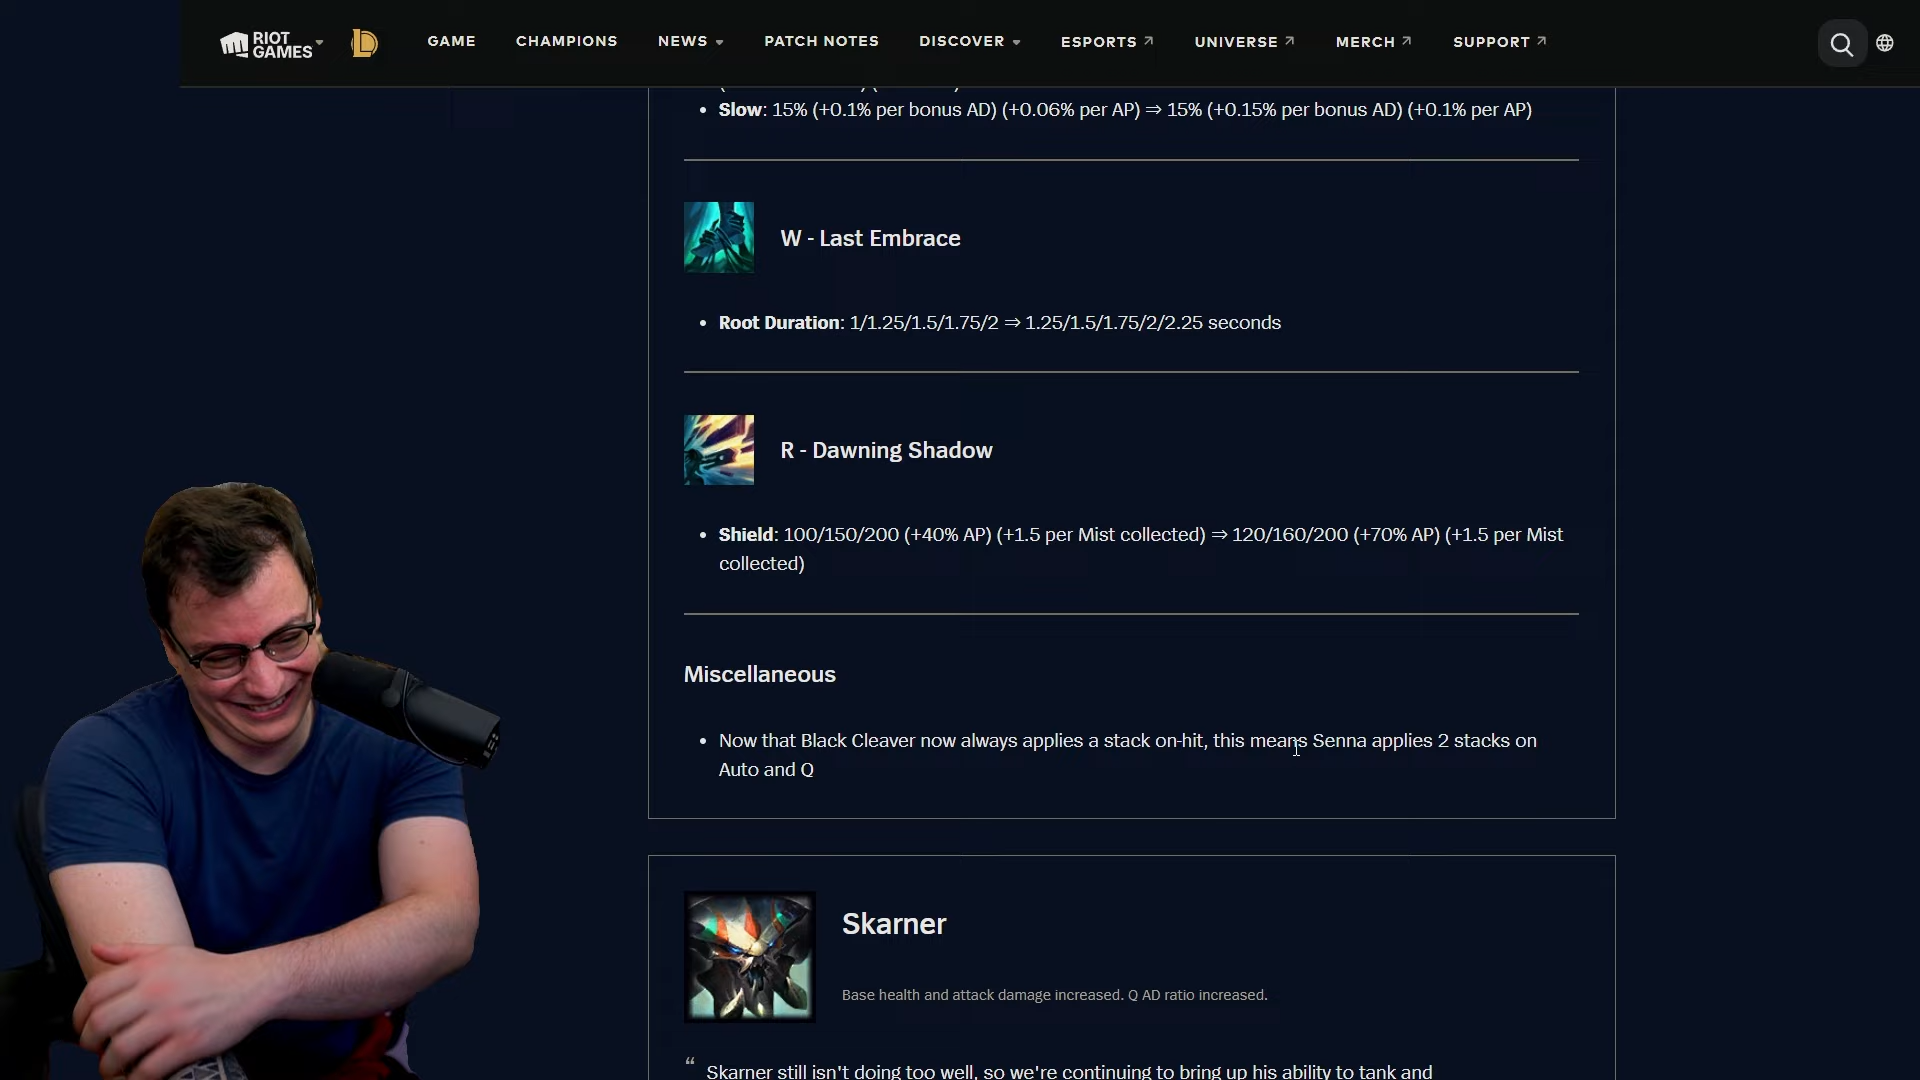 RIOT GAMES
GAME CHAMPIONS NEWS PATCH NOTES DISCOVER ESPORTS ↗ UNIVERSE ↗ MERCH ↗ SUPPORT ↗
• Slow: 15% (+0.1% per bonus AD) (+0.06% per AP) ⇒ 15% (+0.15% per bonus AD) (+0.1% per AP)
W - Last Embrace
• Root Duration: 1/1.25/1.5/1.75/2 ⇒ 1.25/1.5/1.75/2/2.25 seconds
R - Dawning Shadow
• Shield: 100/150/200 (+40% AP) (+1.5 per Mist collected) ⇒ 120/160/200 (+70% AP) (+1.5 per Mist
collected)
Miscellaneous
• Now that Black Cleaver now always applies a stack on-hit, this means Senna applies 2 stacks on
Auto and Q
Skarner
Base health and attack damage increased. Q AD ratio increased.
“ Skarner still isn't doing too well, so we're continuing to bring up his ability to tank and